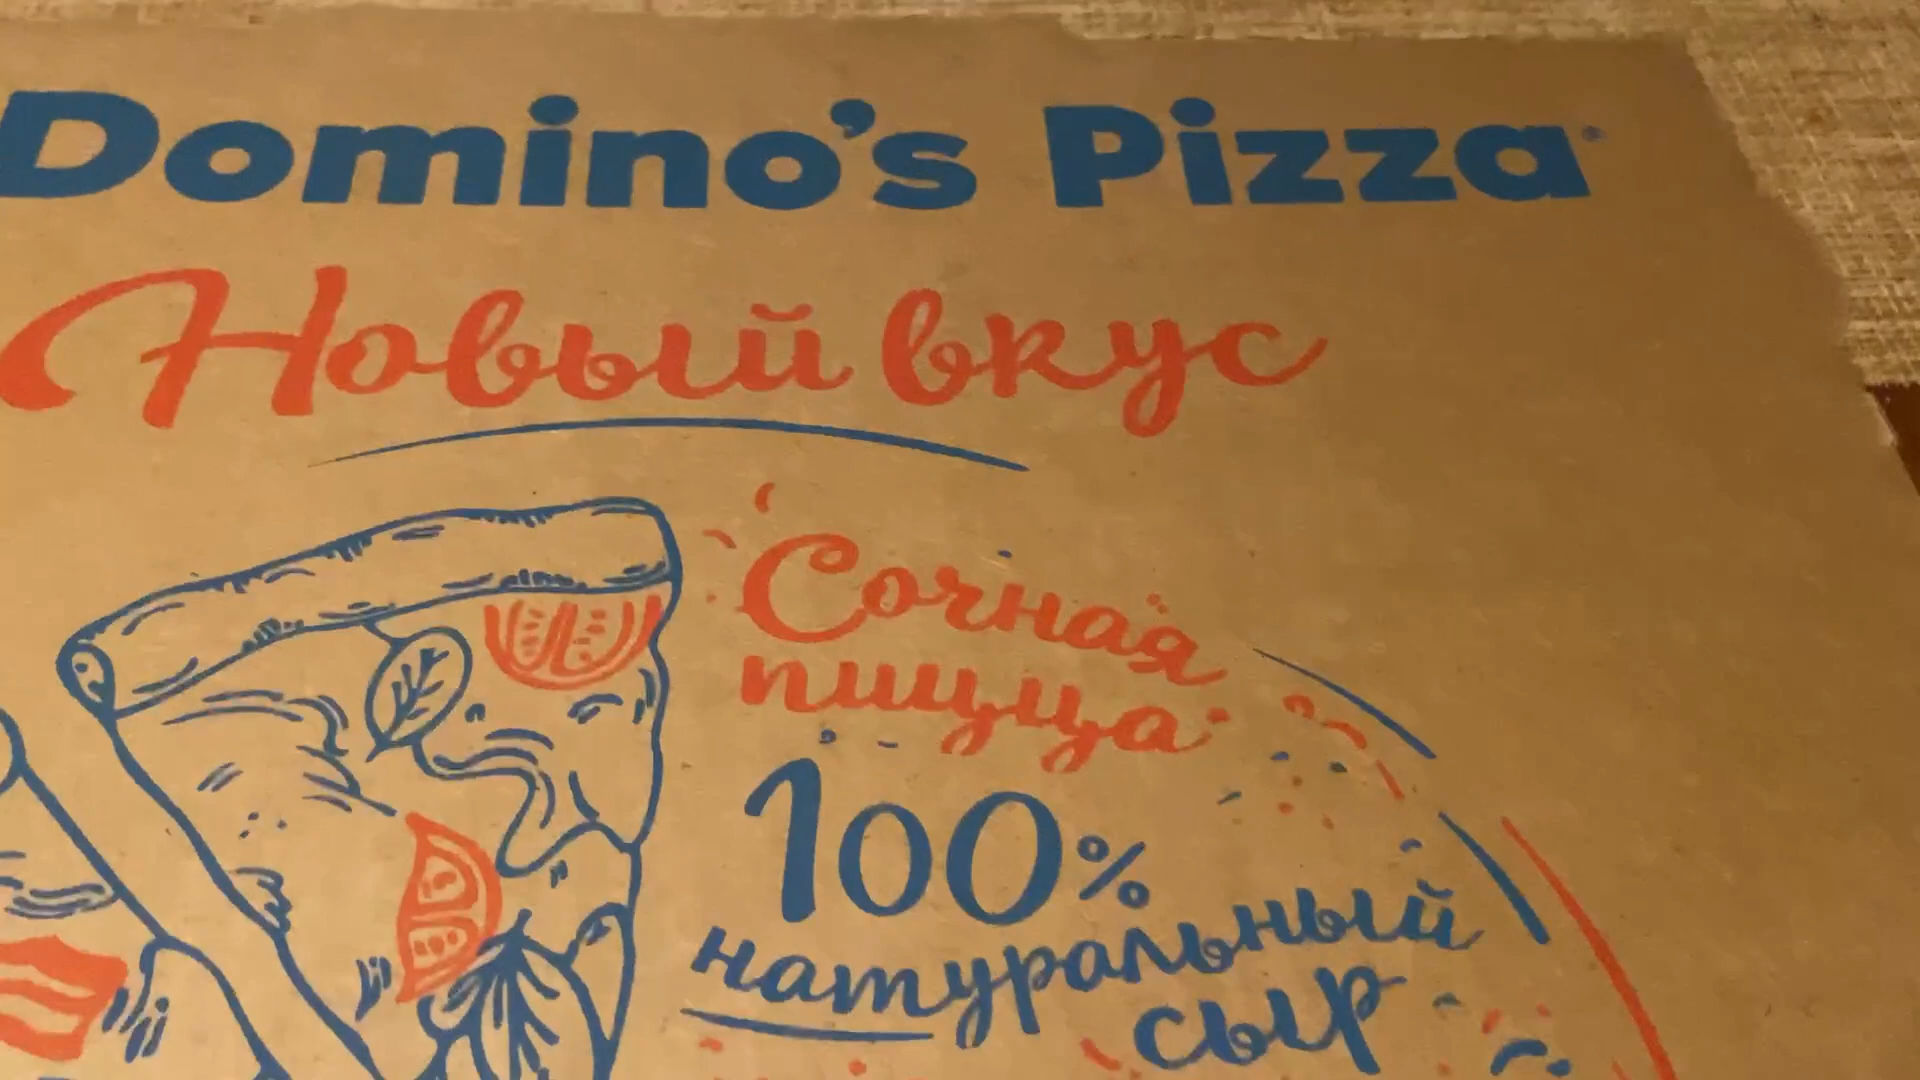 Domino's Pizza®
Новый вкус
Сочная
пицца
100%
натуральный
сыр